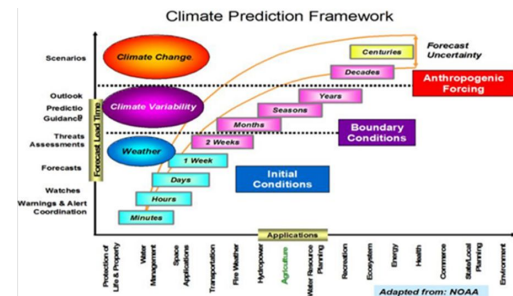 Climate Prediction Framework
Scenarios
Outlook
Predictio
Guidance
Threats
Assessments
Forecasts
Watches
Warnings & Alert
Coordination
Forecast Lead Time
Climate Change
Climate Variability
Weather
Centuries
Decades
Years
Seasons
Months
2 Weeks
1 Week
Days
Hours
Minutes
Forecast
Uncertainty
Anthropogenic
Forcing
Boundary
Conditions
Initial
Conditions
Applications
Protection of
Life & Property
Water
Management
Space
Applications
Transportation
Fire Weather
Hydropower
Agriculture
Water Resource
Planning
Recreation
Ecosystem
Energy
Health
Commerce
State/Local
Planning
Environment
Adapted from: NOAA